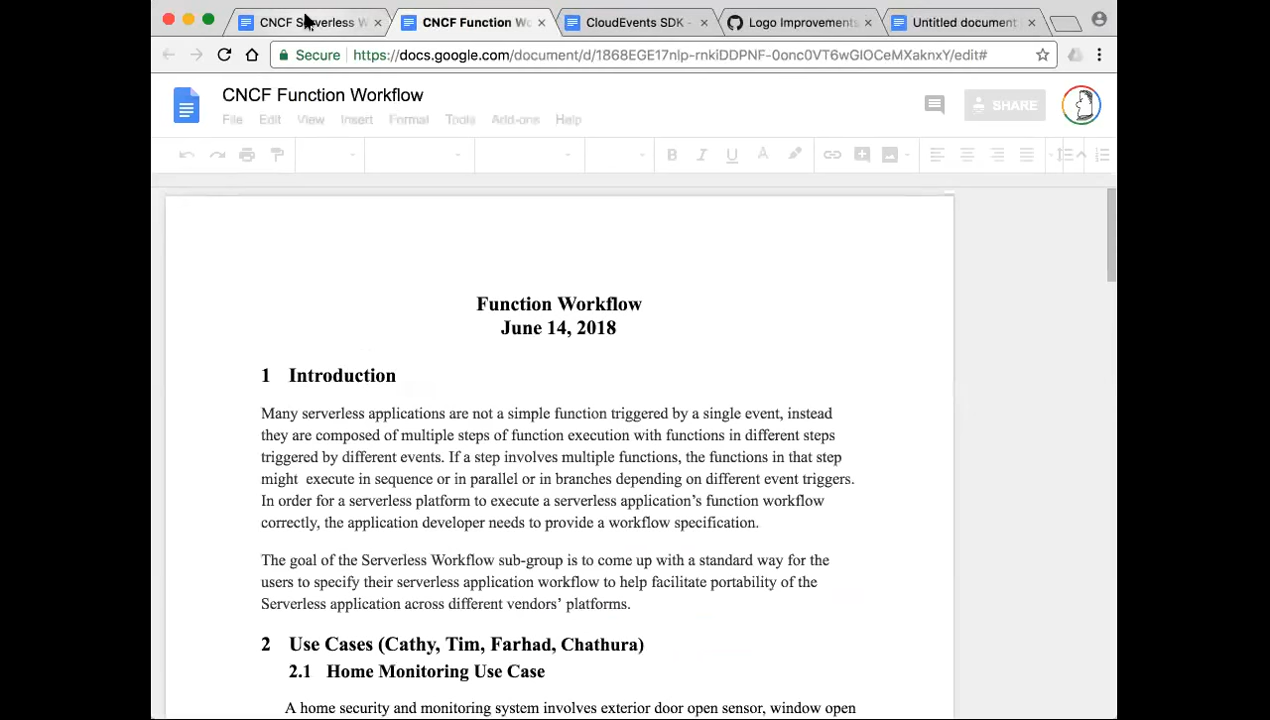 CNCF Serverless W
CNCF Function Wo
CloudEvents SDK -
Logo Improvements
Untitled document
Secure
https://docs.google.com/document/d/1868EGE17nlp-rnkiDDPNF-0onc0VT6wGlOCeMXaknxY/edit#
CNCF Function Workflow
File Edit View Insert Format Tools Add-ons Help
SHARE
Function Workflow
June 14, 2018
1 Introduction
Many serverless applications are not a simple function triggered by a single event, instead
they are composed of multiple steps of function execution with functions in different steps
triggered by different events. If a step involves multiple functions, the functions in that step
might execute in sequence or in parallel or in branches depending on different event triggers.
In order for a serverless platform to execute a serverless application's function workflow
correctly, the application developer needs to provide a workflow specification.
The goal of the Serverless Workflow sub-group is to come up with a standard way for the
users to specify their serverless application workflow to help facilitate portability of the
Serverless application across different vendors' platforms.
2 Use Cases (Cathy, Tim, Farhad, Chathura)
2.1 Home Monitoring Use Case
A home security and monitoring system involves exterior door open sensor, window open